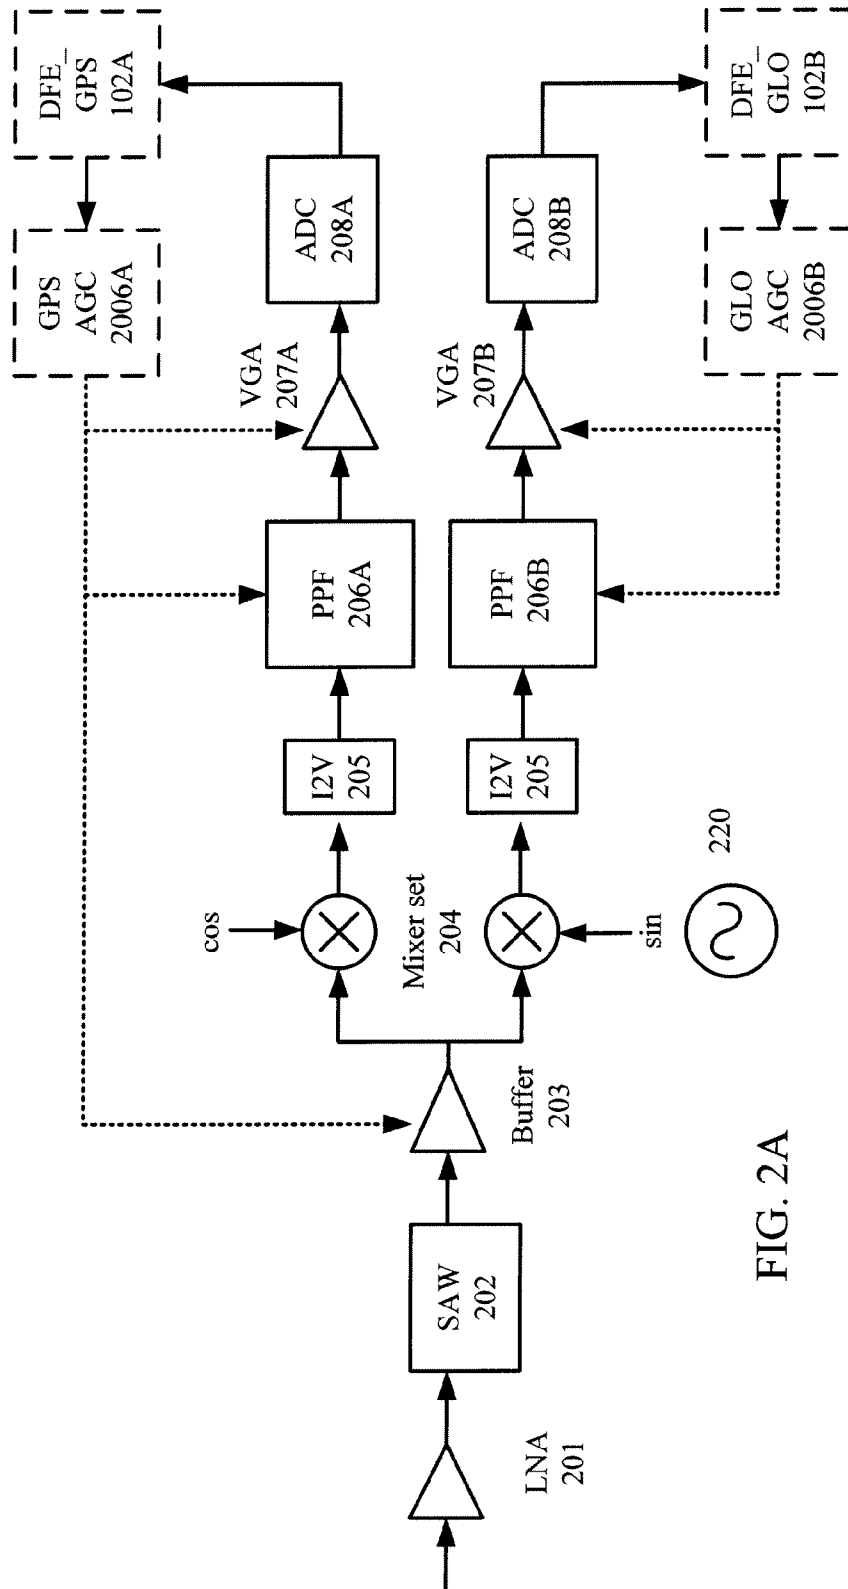 DFE_
GPS
102A
GPS
AGC
2006A
ADC
208A
VGA
207A
PPF
206A
I2V
205
cos
Mixer set
204
Buffer
203
SAW
202
LNA
201
DFE_
GLO
102B
GLO
AGC
2006B
ADC
208B
VGA
207B
PPF
206B
I2V
205
sin
220
FIG. 2A